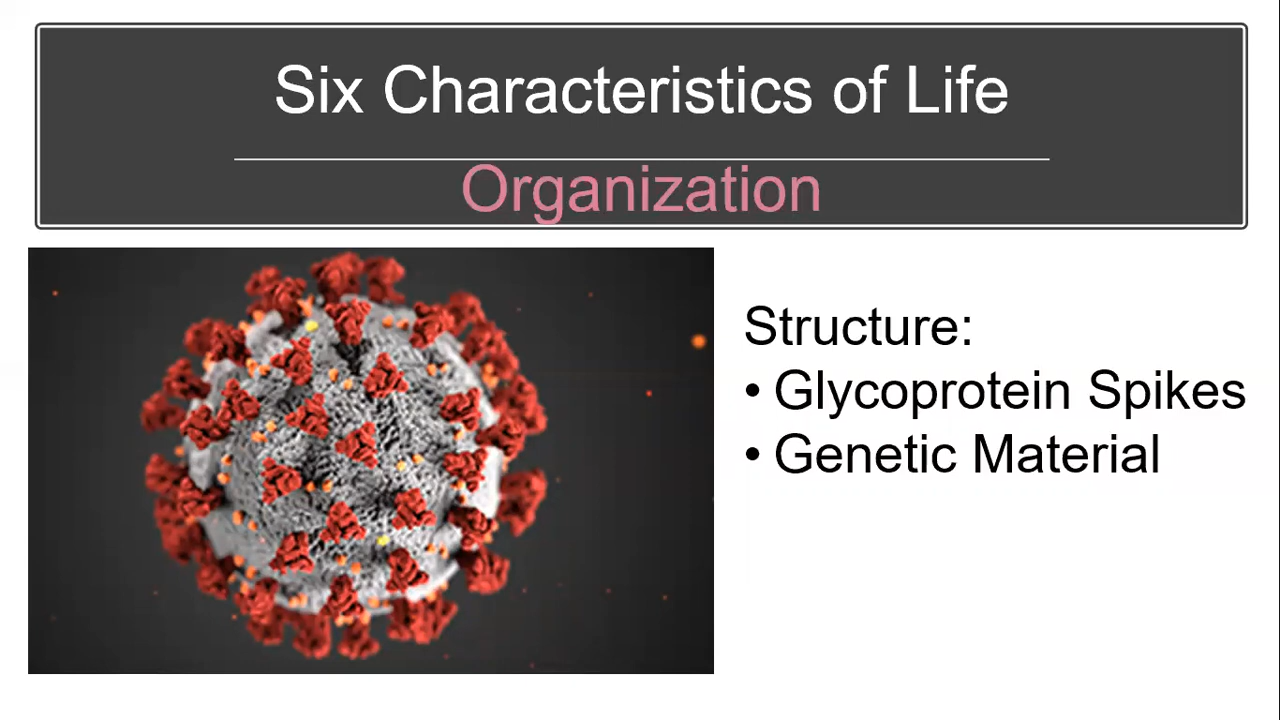 Six Characteristics of Life
Organization
Structure:
• Glycoprotein Spikes
• Genetic Material